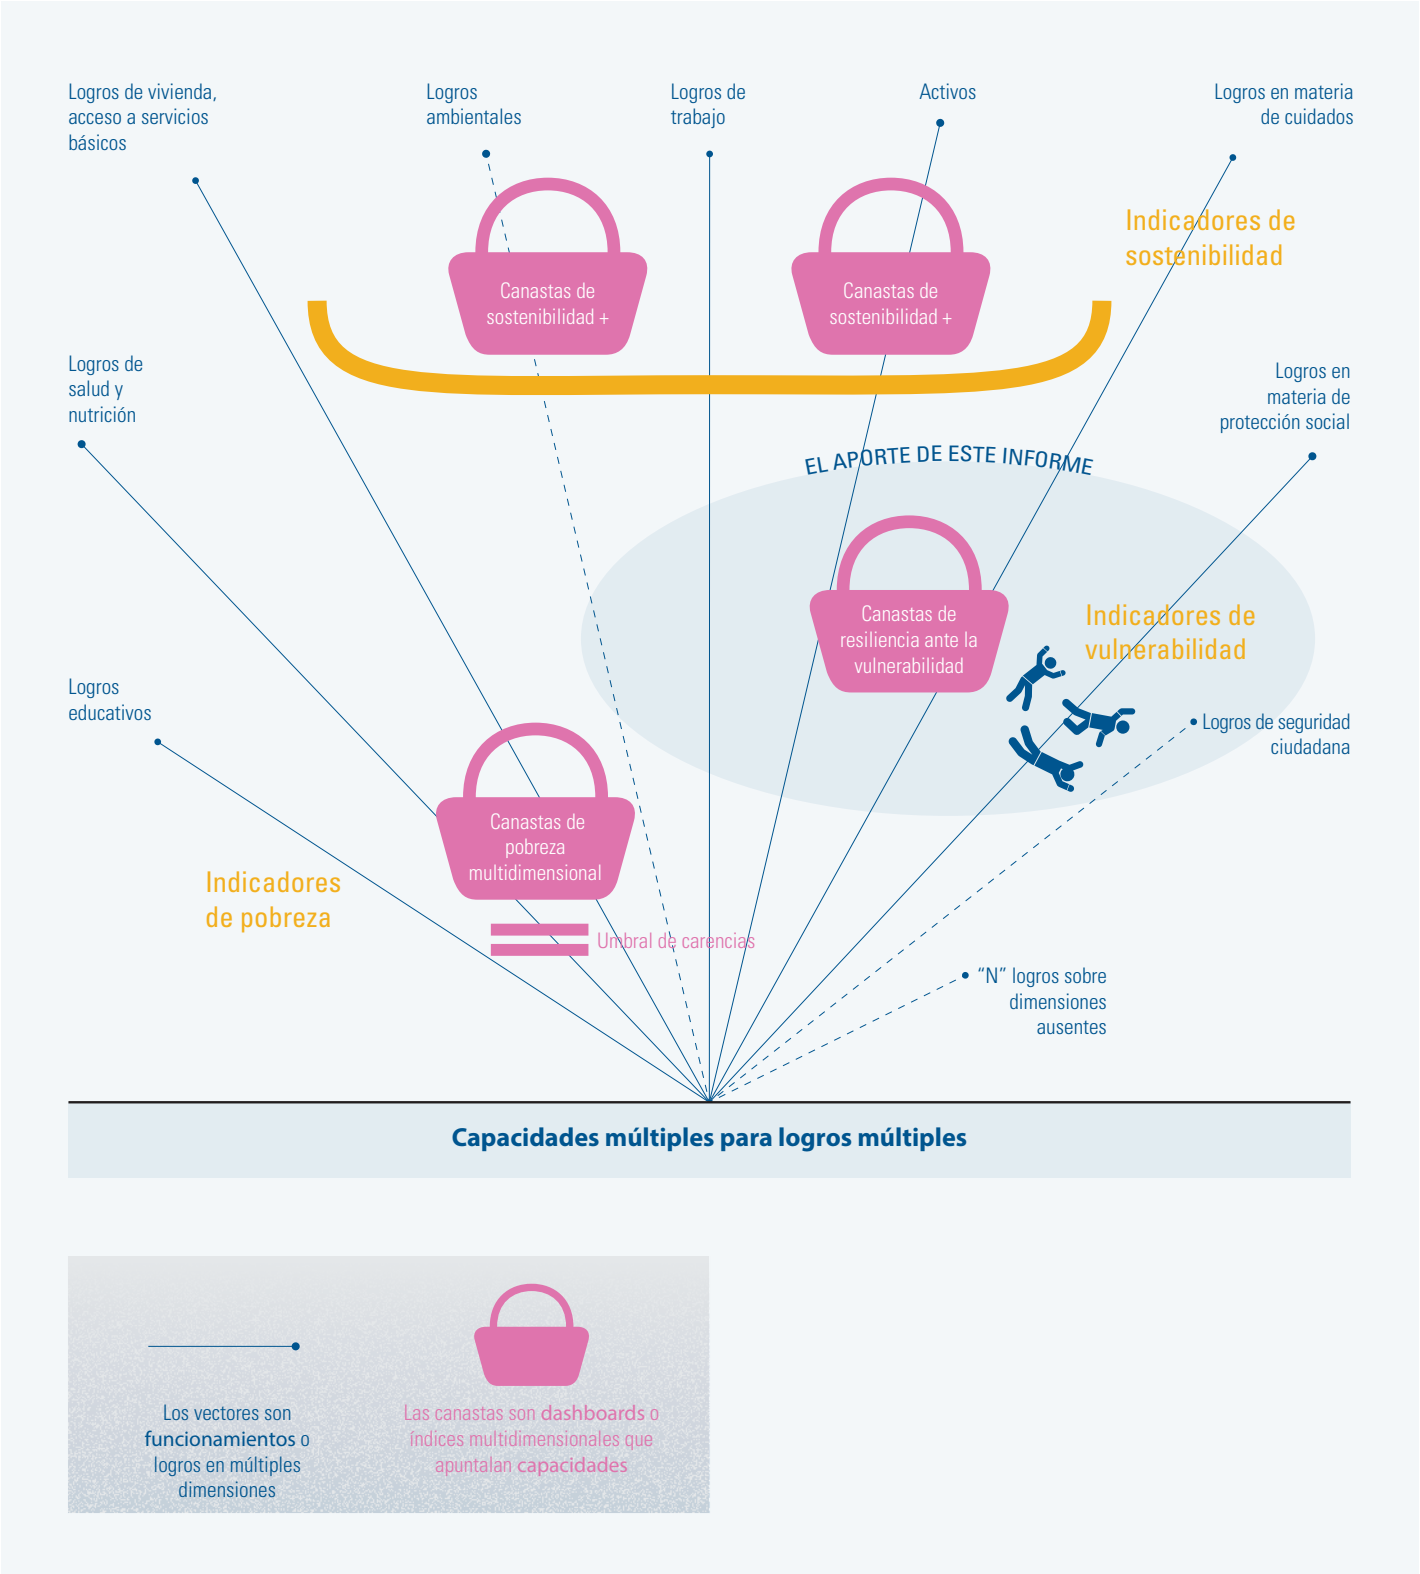 Logros de vivienda,
acceso a servicios
básicos
Logros
ambientales
Logros de
trabajo
Activos
Logros en materia
de cuidados
Indicadores de
sostenibilidad
Canastas de
sostenibilidad +
Canastas de
sostenibilidad +
Logros de
salud y
nutrición
Logros en
materia de
protección social
EL APORTE DE ESTE INFORME
Canastas de
resiliencia ante la
vulnerabilidad
Indicadores de
vulnerabilidad
Logros
educativos
Logros de seguridad
ciudadana
Canastas de
pobreza
multidimensional
Indicadores
de pobreza
Umbral de carencias
“N” logros sobre
dimensiones
ausentes
Capacidades múltiples para logros múltiples
Los vectores son
funcionamientos o
logros en múltiples
dimensiones
Las canastas son dashboards o
índices multidimensionales que
apuntalan capacidades